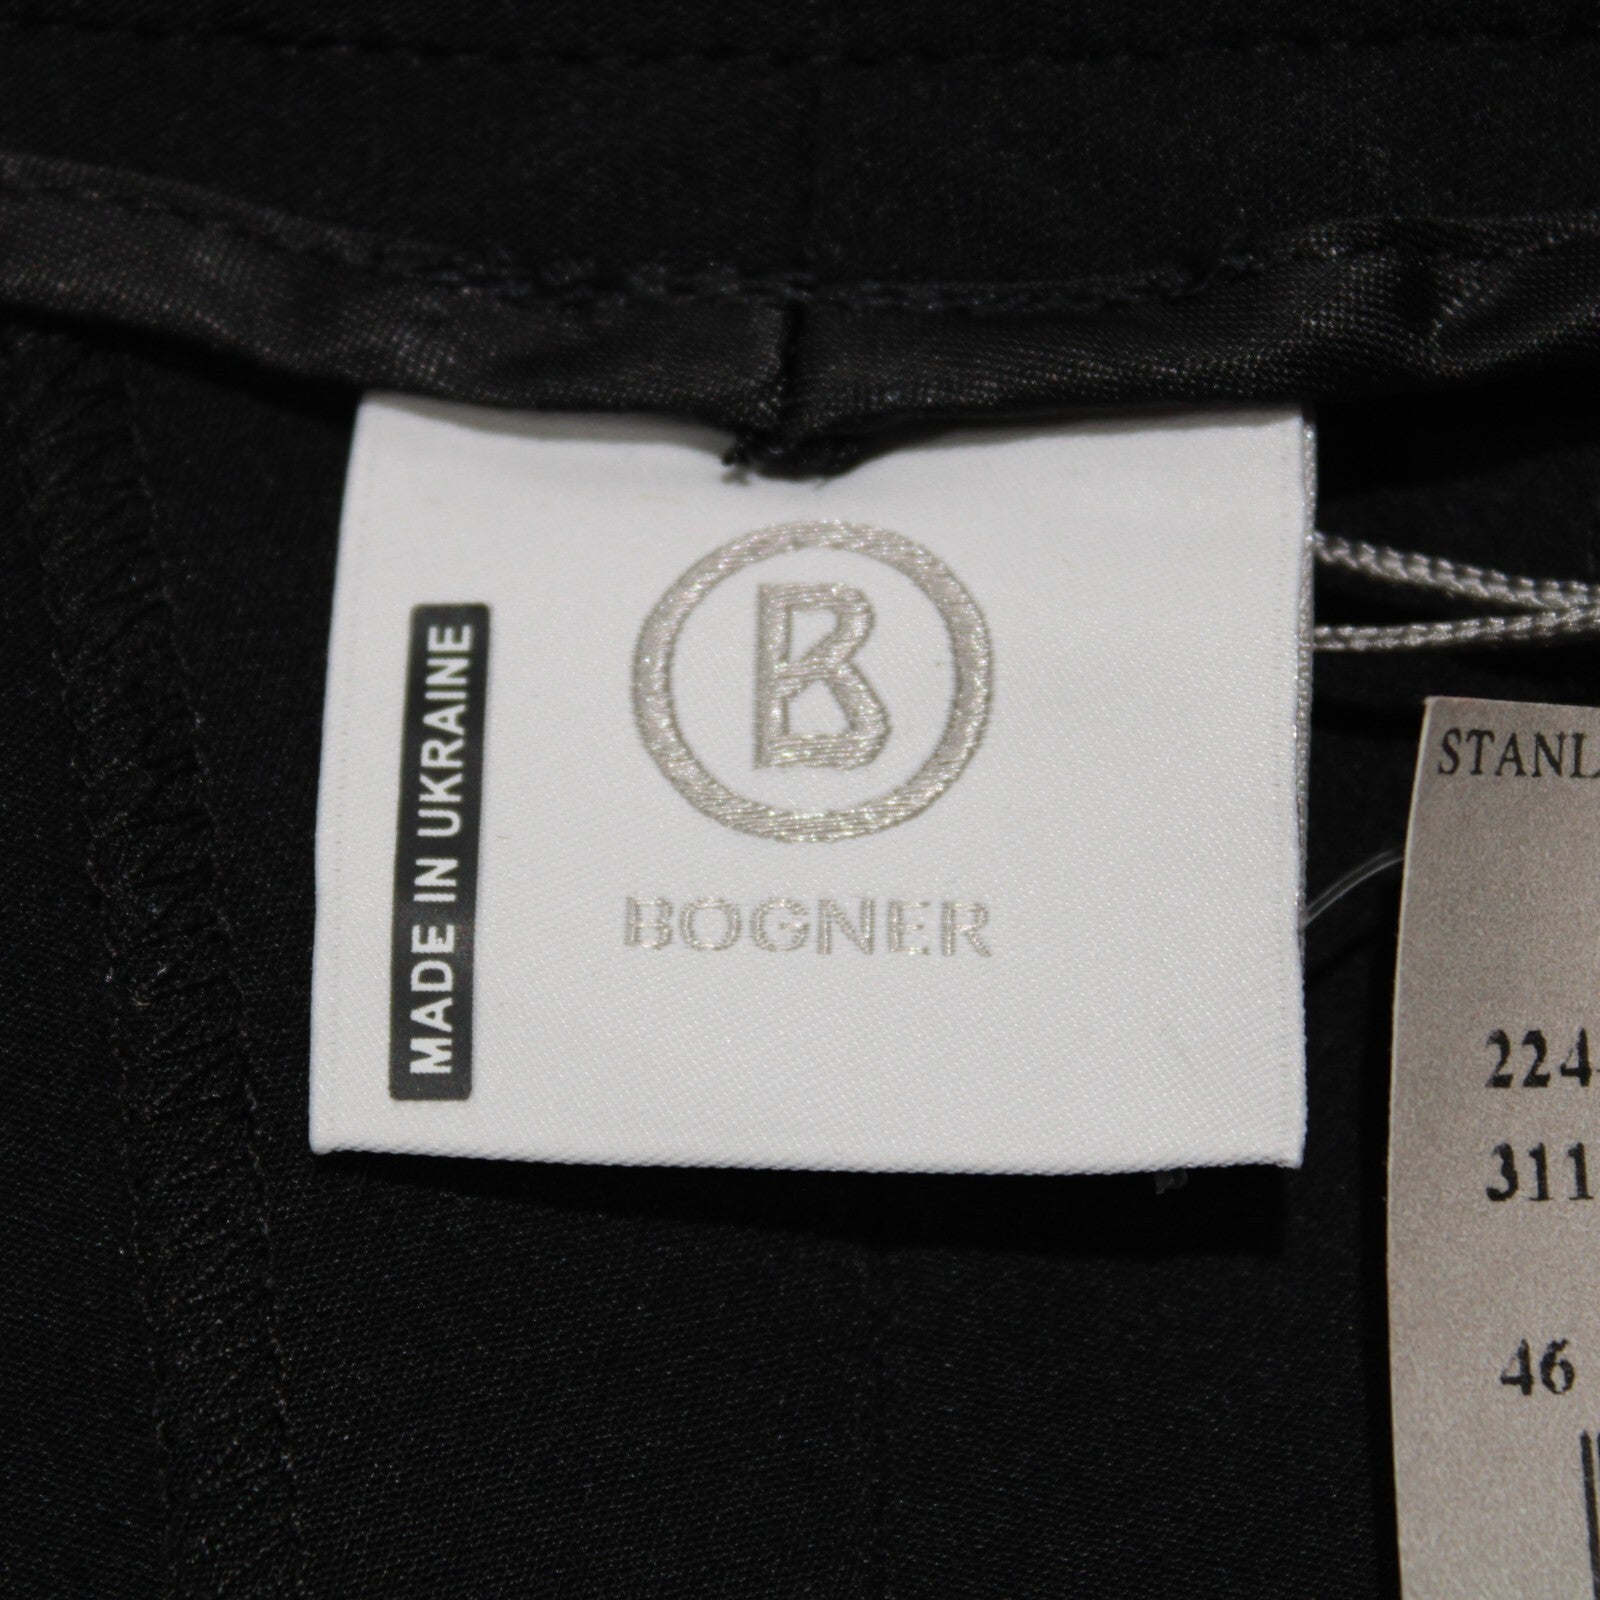 MADE IN UKRAINE
B
BOGNER
STANL
224
311
46